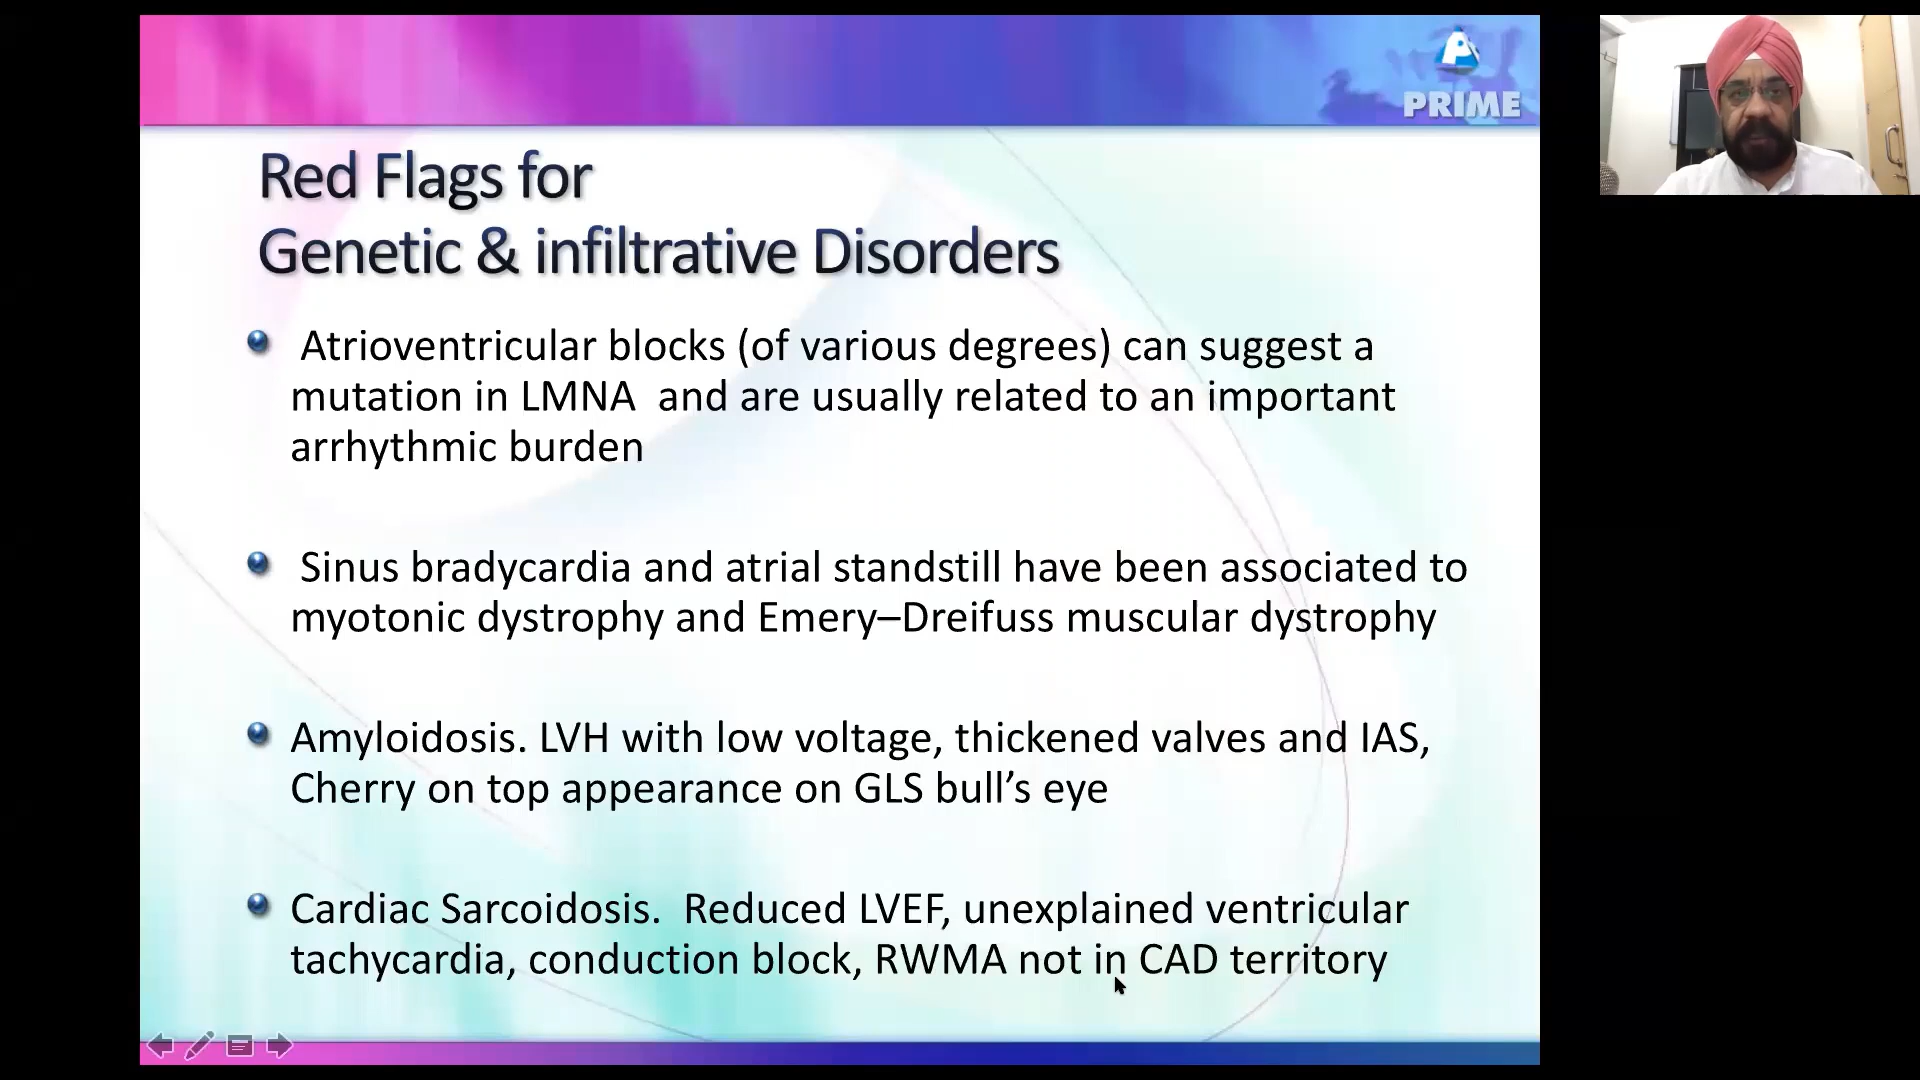 PRIME
Red Flags for
Genetic & infiltrative Disorders
Atrioventricular blocks (of various degrees) can suggest a
mutation in LMNA and are usually related to an important
arrhythmic burden
Sinus bradycardia and atrial standstill have been associated to
myotonic dystrophy and Emery–Dreifuss muscular dystrophy
Amyloidosis. LVH with low voltage, thickened valves and IAS,
Cherry on top appearance on GLS bull’s eye
Cardiac Sarcoidosis. Reduced LVEF, unexplained ventricular
tachycardia, conduction block, RWMA not in CAD territory